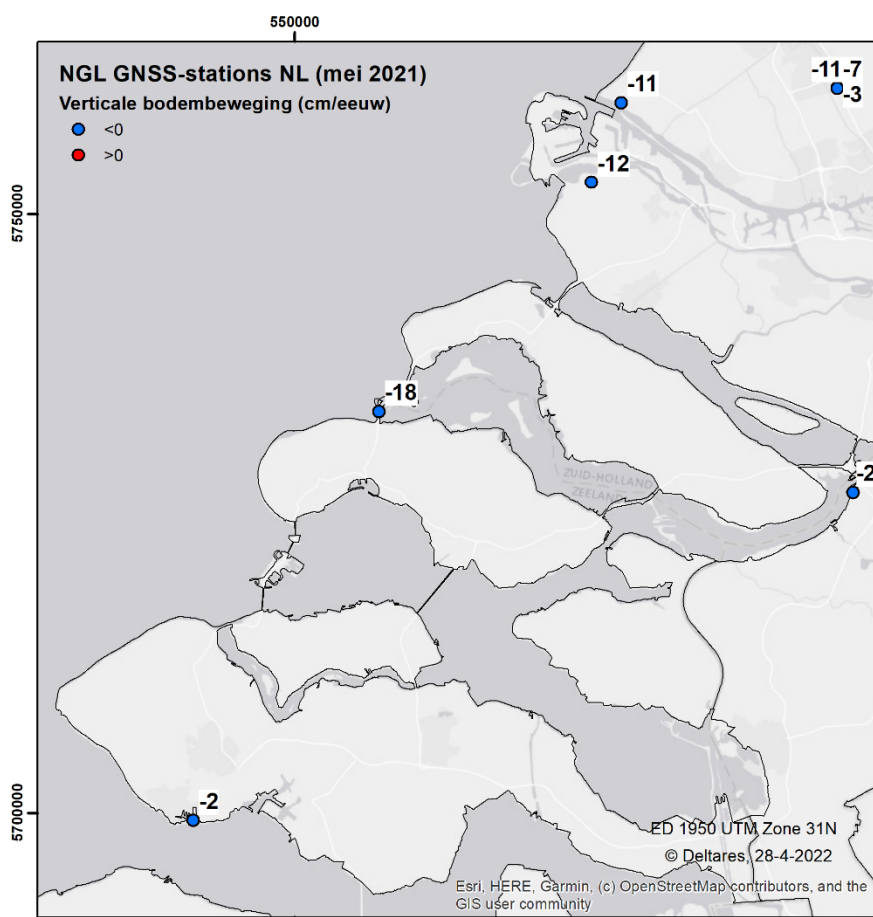 550000
NGL GNSS-stations NL (mei 2021)
Verticale bodembeweging (cm/eeuw)
<0
>0
-11
-11-7
-3
-12
5750000
-18
ZUID-HOLLAND
ZEELAND
-2
-2
5700000
ED 1950 UTM Zone 31N
© Deltares, 28-4-2022
Esri, HERE, Garmin, (c) OpenStreetMap contributors, and the
GIS user community